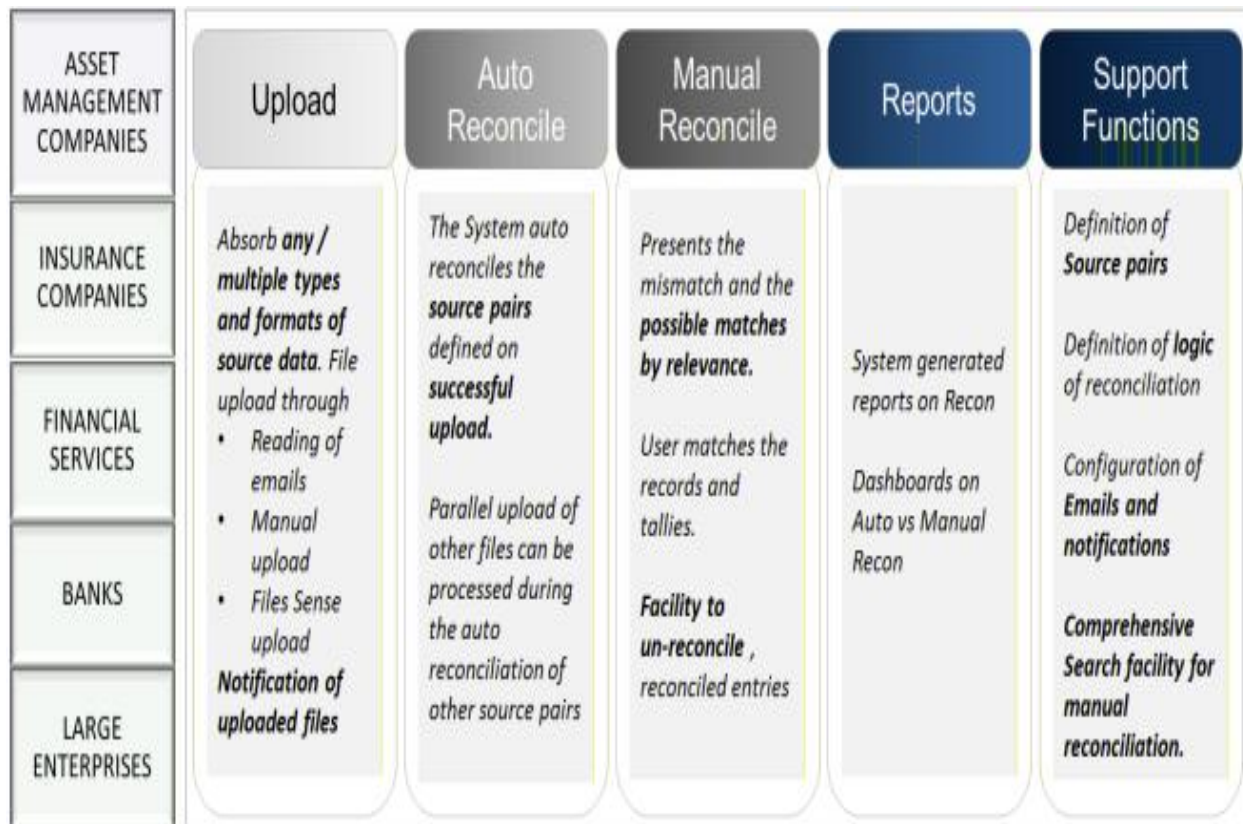 ASSET
MANAGEMENT
COMPANIES
INSURANCE
COMPANIES
FINANCIAL
SERVICES
BANKS
LARGE
ENTERPRISES
Upload
Absorb any /
multiple types
and formats of
source data. File
upload through
• Reading of
emails
• Manual
upload
• Files Sense
upload
Notification of
uploaded files
Auto
Reconcile
The System auto
reconciles the
source pairs
defined on
successful
upload.
Parallel upload of
other files can be
processed during
the auto
reconciliation of
other source pairs
Manual
Reconcile
Presents the
mismatch and the
possible matches
by relevance.
User matches the
records and
tallies.
Facility to
un-reconcile ,
reconciled entries
Reports
System generated
reports on Recon
Dashboards on
Auto vs Manual
Recon
Support
Functions
Definition of
Source pairs
Definition of logic
of reconciliation
Configuration of
Emails and
notifications
Comprehensive
Search facility for
manual
reconciliation.